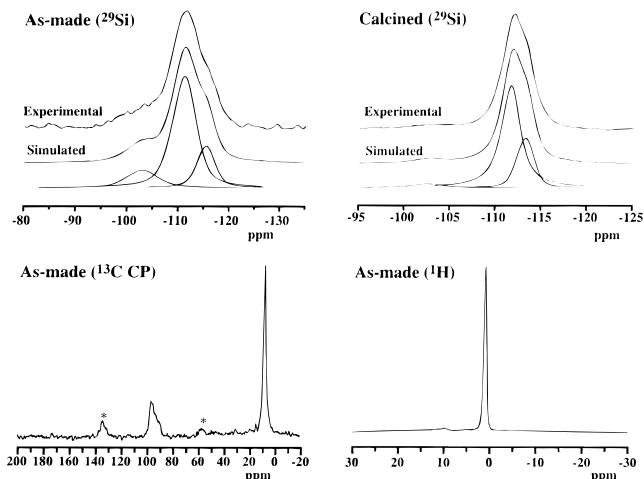 As-made (²⁹Si)
Experimental
Simulated
-80 -90 -100 -110 -120 -130
ppm
Calcined (²⁹Si)
Experimental
Simulated
-95 -100 -105 -110 -115 -120 -125
ppm
As-made (¹³C CP)
* *
200 180 160 140 120 100 80 60 40 20 0 -20
ppm
As-made (¹H)
30 20 10 0 -10 -20 -30
ppm